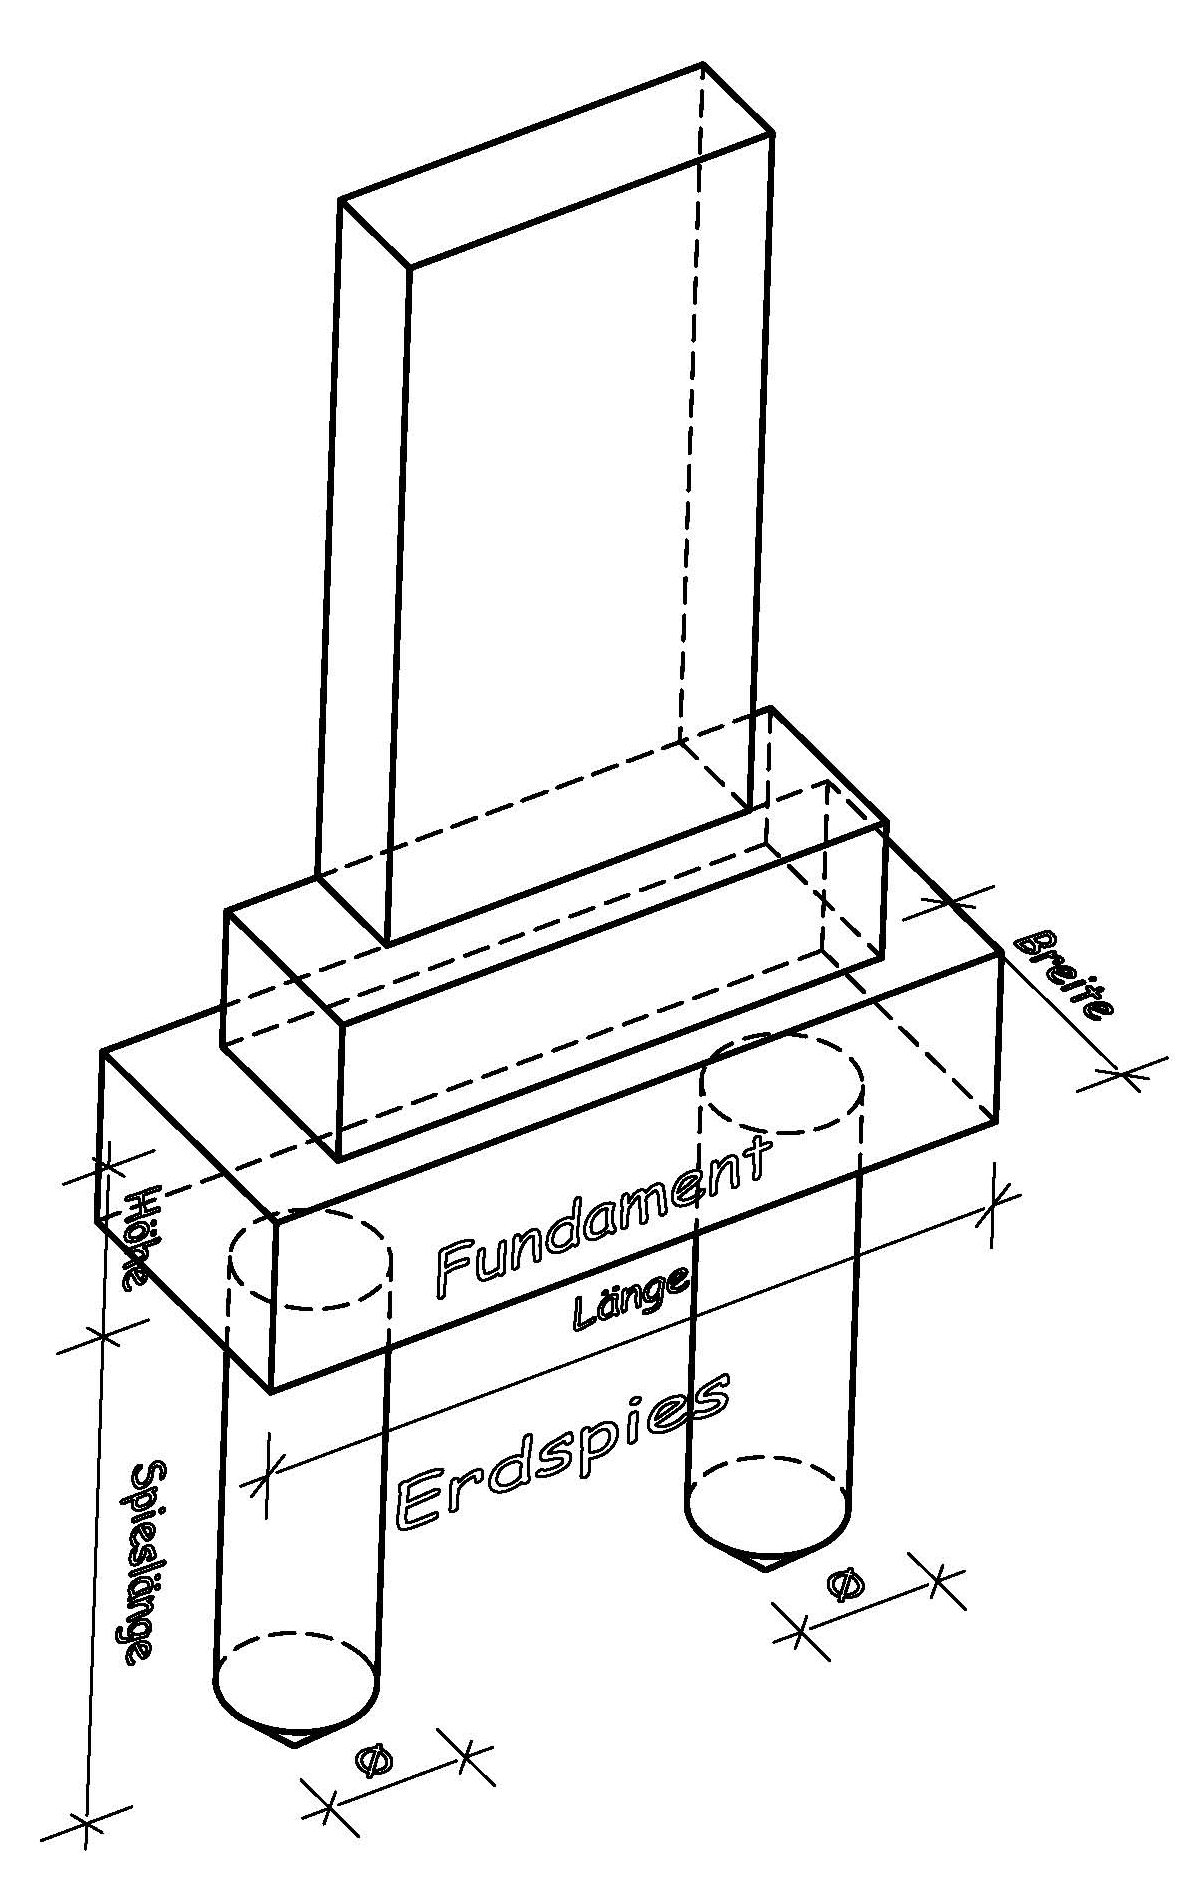 Breite
Höhe
Fundament
Länge
Erdspies
Spieslänge
Ø
Ø